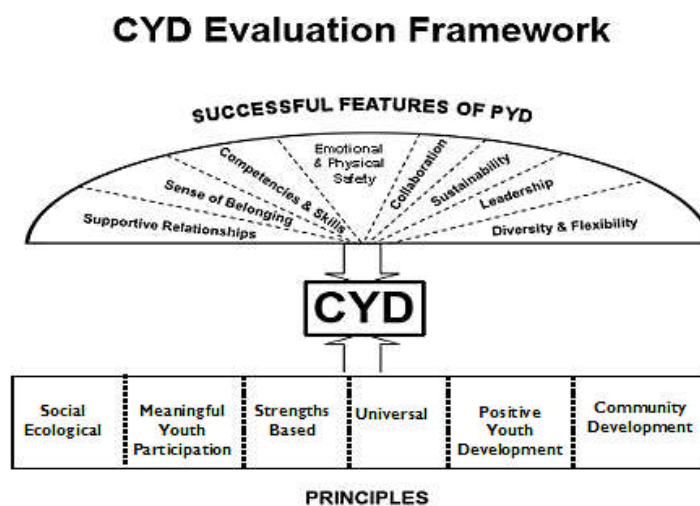 CYD Evaluation Framework
SUCCESSFUL FEATURES OF PYD
Supportive Relationships
Sense of Belonging
Competencies & Skills
Emotional
& Physical
Safety
Collaboration
Sustainability
Leadership
Diversity & Flexibility
CYD
Social
Ecological
Meaningful
Youth
Participation
Strengths
Based
Universal
Positive
Youth
Development
Community
Development
PRINCIPLES